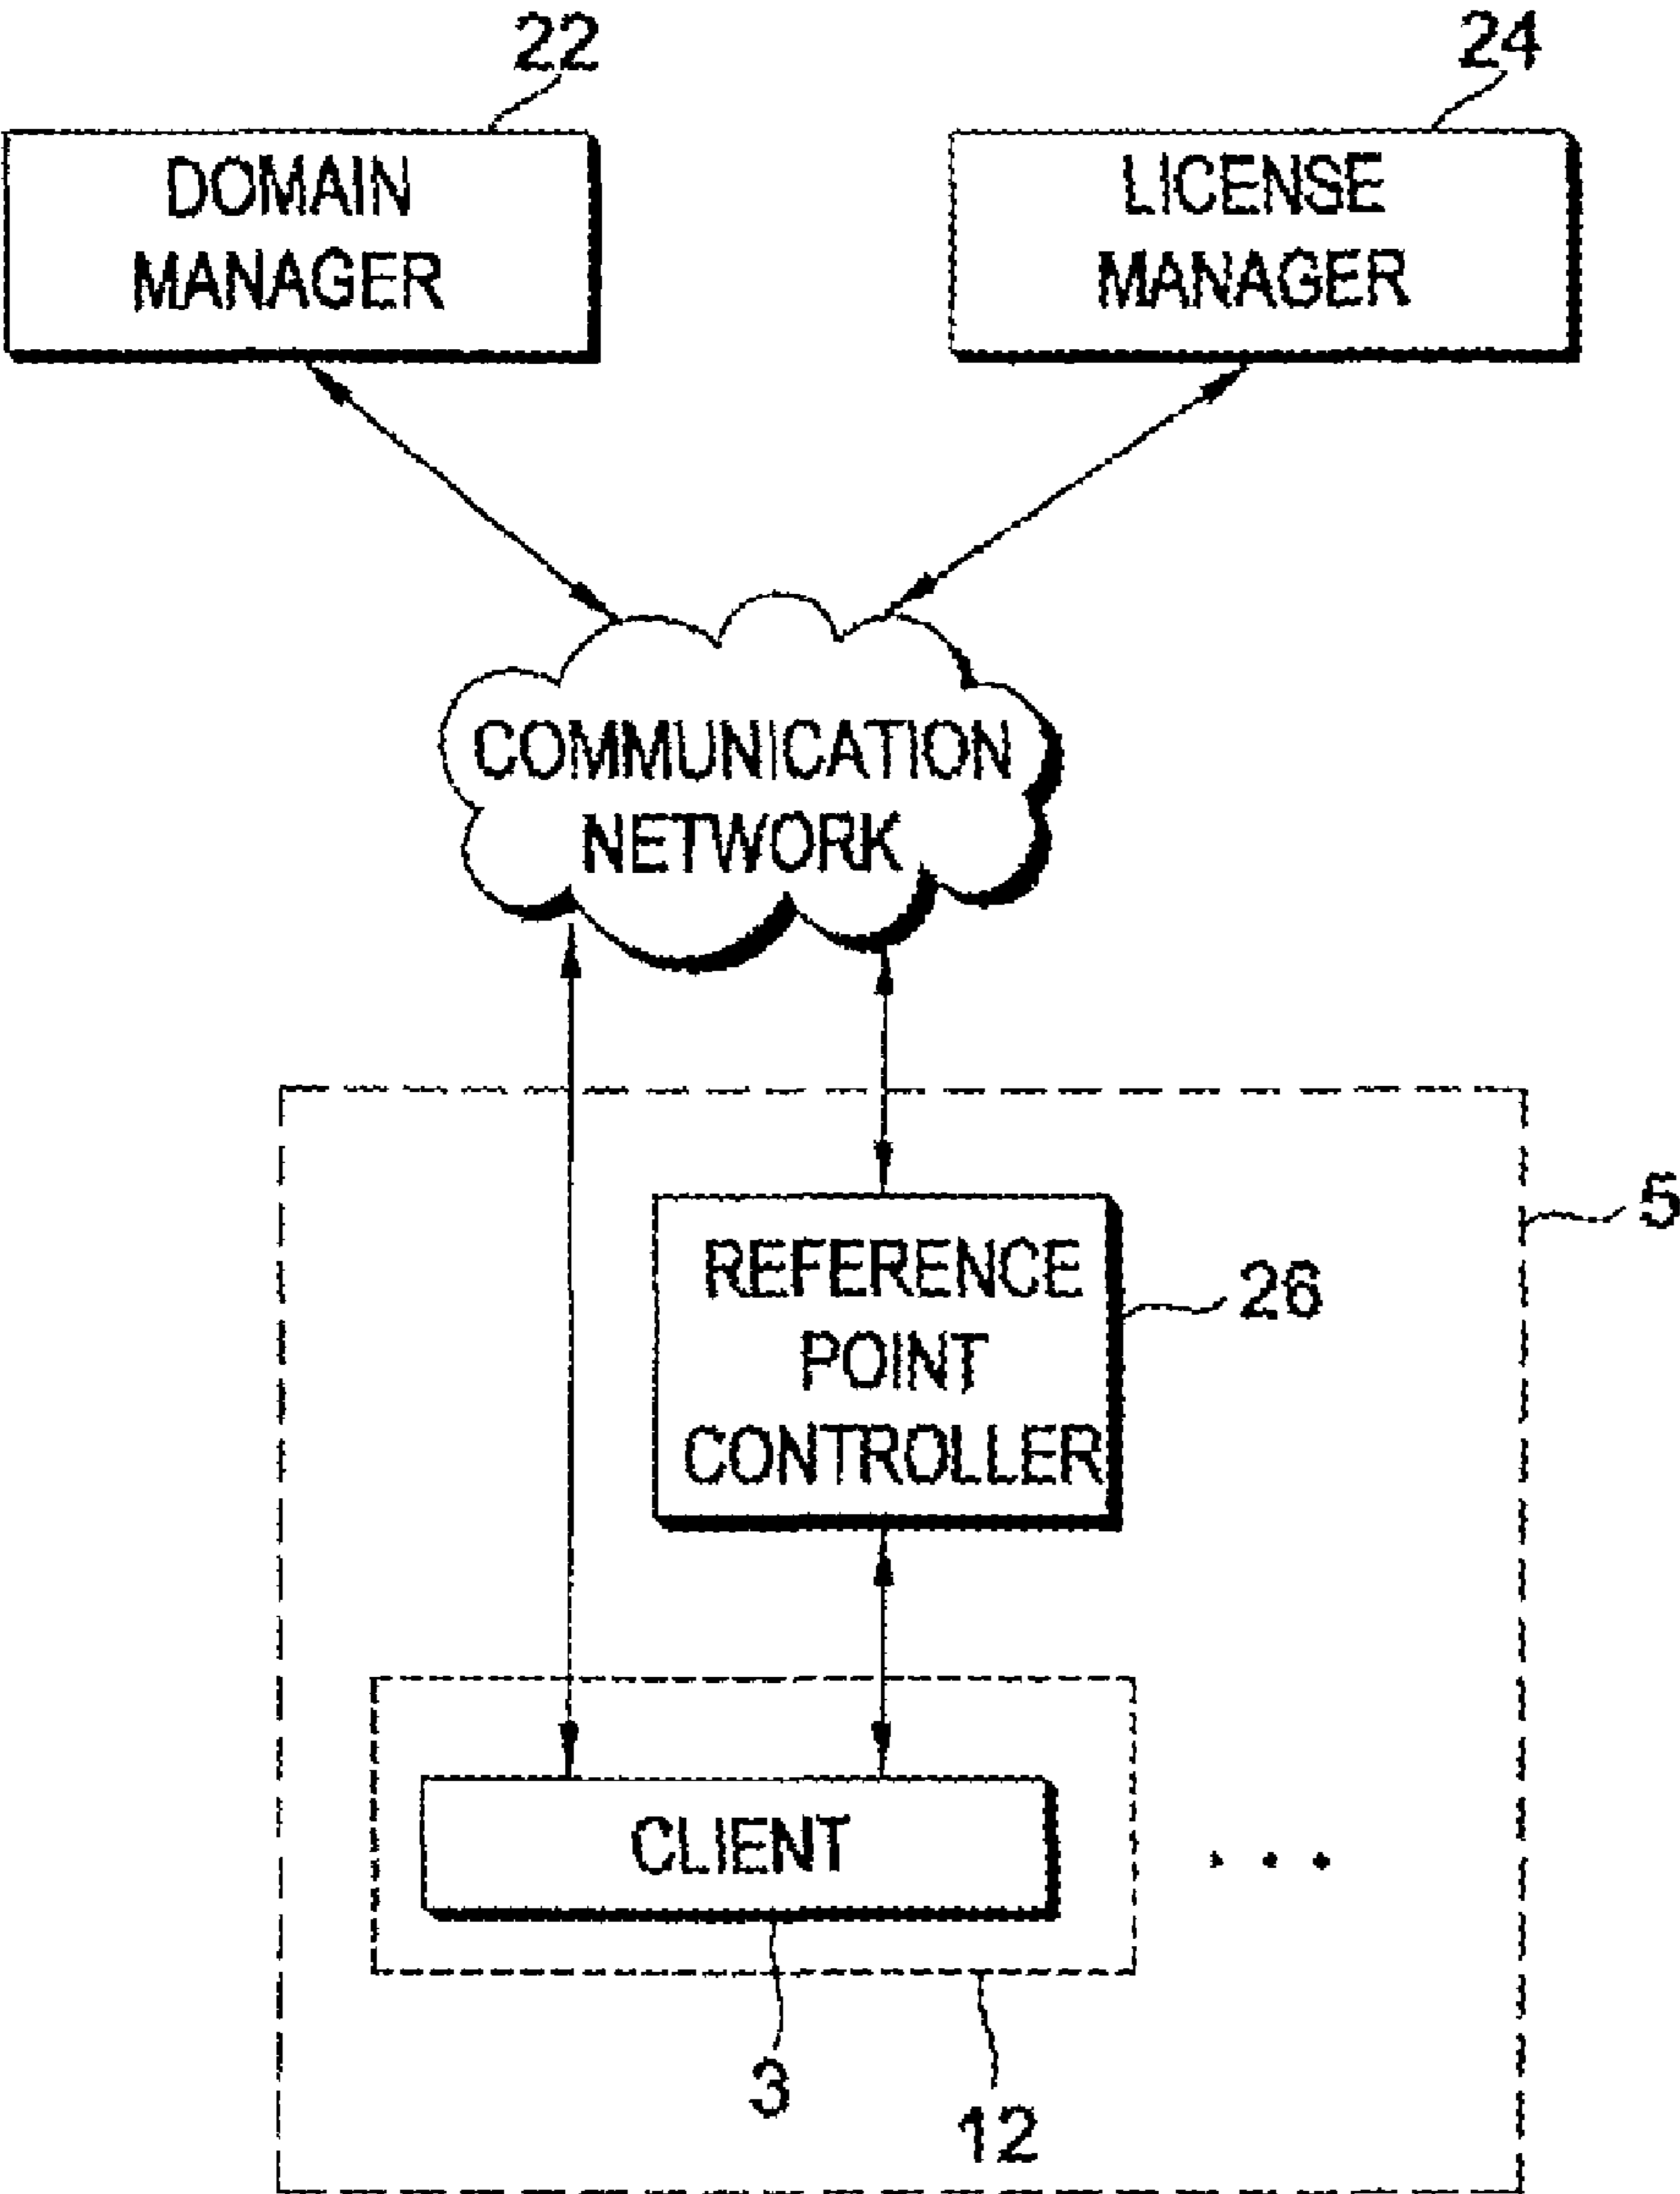 22
24
DOMAIN
MANAGER
LICENSE
MANAGER
COMMUNICATION
NETWORK
5
REFERENCE
POINT
CONTROLLER
26
CLIENT
. . .
3
12